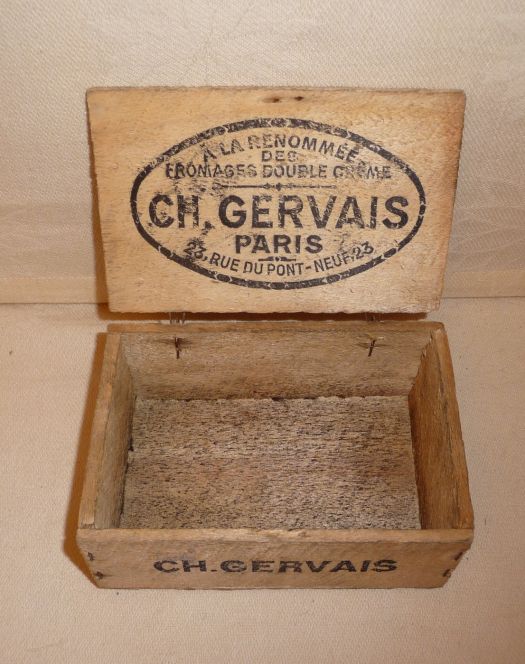 A LA RENOMMÉE
DES
FROMAGES DOUBLE CRÈME
CH. GERVAIS
PARIS
23, RUE DU PONT-NEUF, 23
CH. GERVAIS